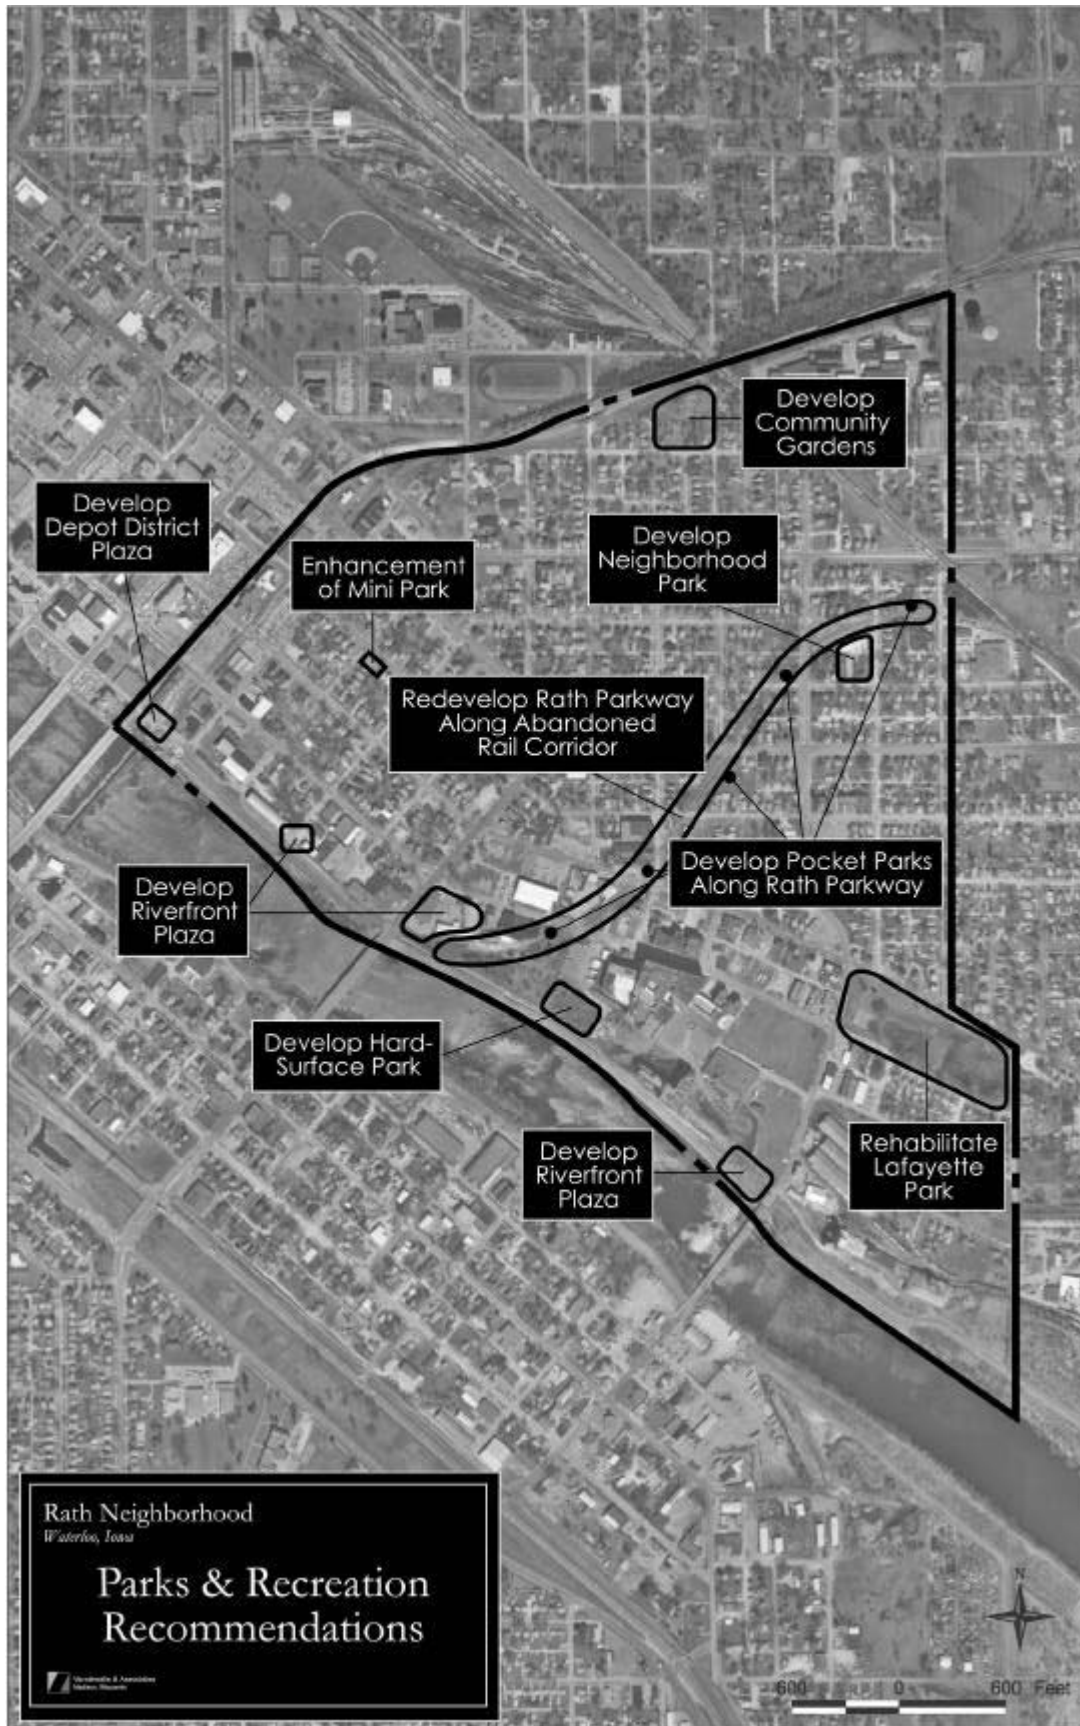 Develop
Community
Gardens
Develop
Depot District
Plaza
Develop
Neighborhood
Park
Enhancement
of Mini Park
Redevelop Rath Parkway
Along Abandoned
Rail Corridor
Develop Pocket Parks
Along Rath Parkway
Develop
Riverfront
Plaza
Develop Hard-
Surface Park
Develop
Riverfront
Plaza
Rehabilitate
Lafayette
Park
Rath Neighborhood
Waterloo, Iowa
Parks & Recreation
Recommendations
N
600 0 600 Feet